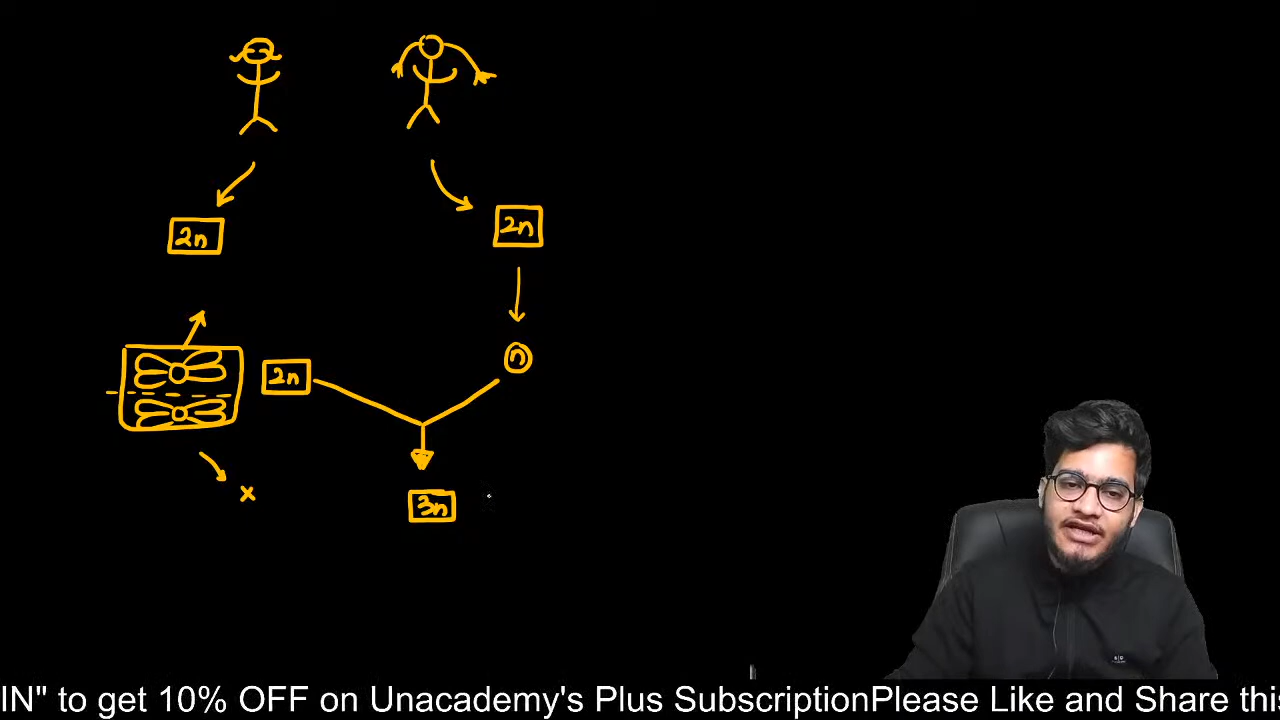 2n
2n
2n
n
x
3n
IN" to get 10% OFF on Unacademy's Plus SubscriptionPlease Like and Share this